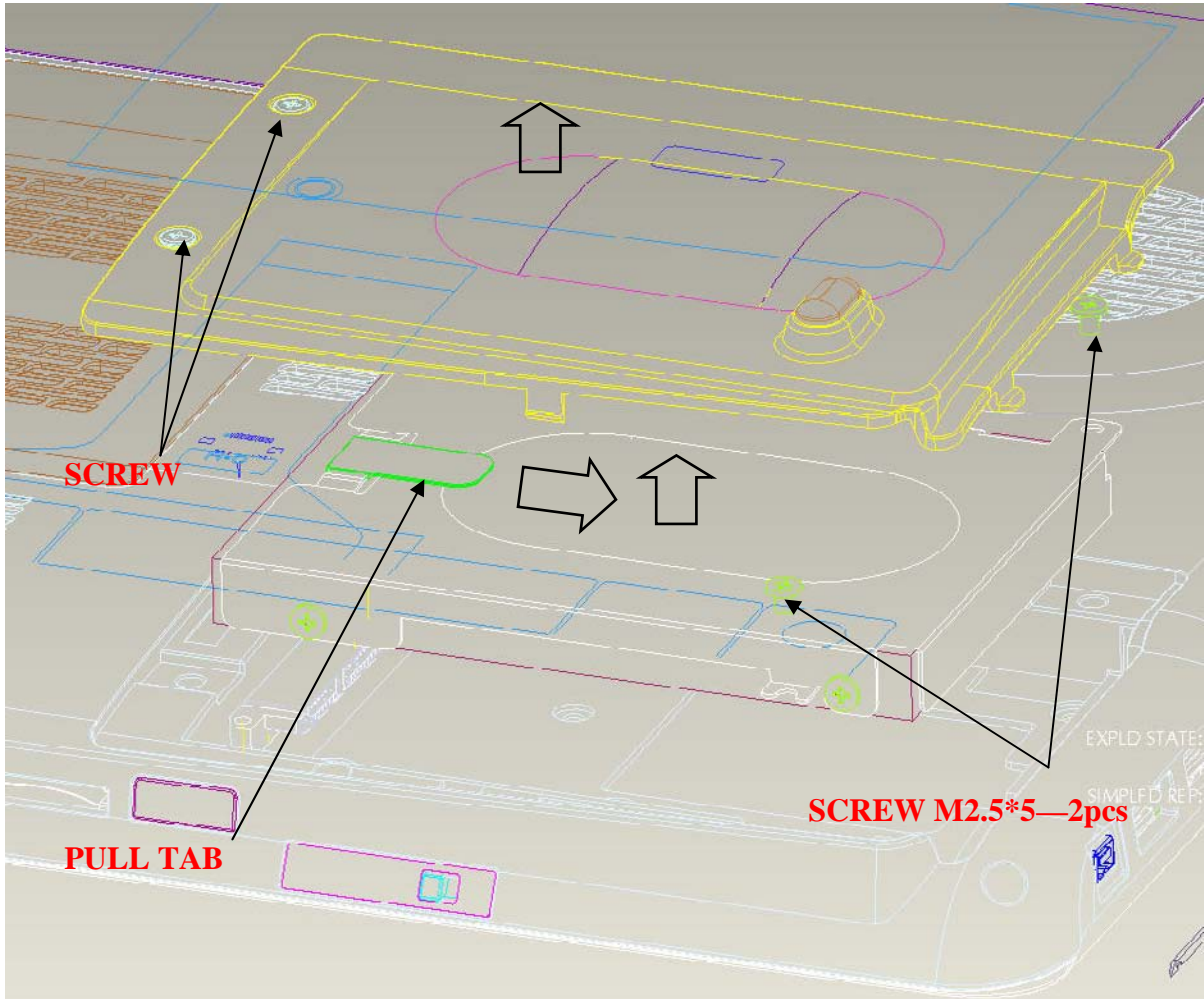 SCREW
EXPLD STATE:
SIMPLFD REP:
SCREW M2.5*5—2pcs
PULL TAB